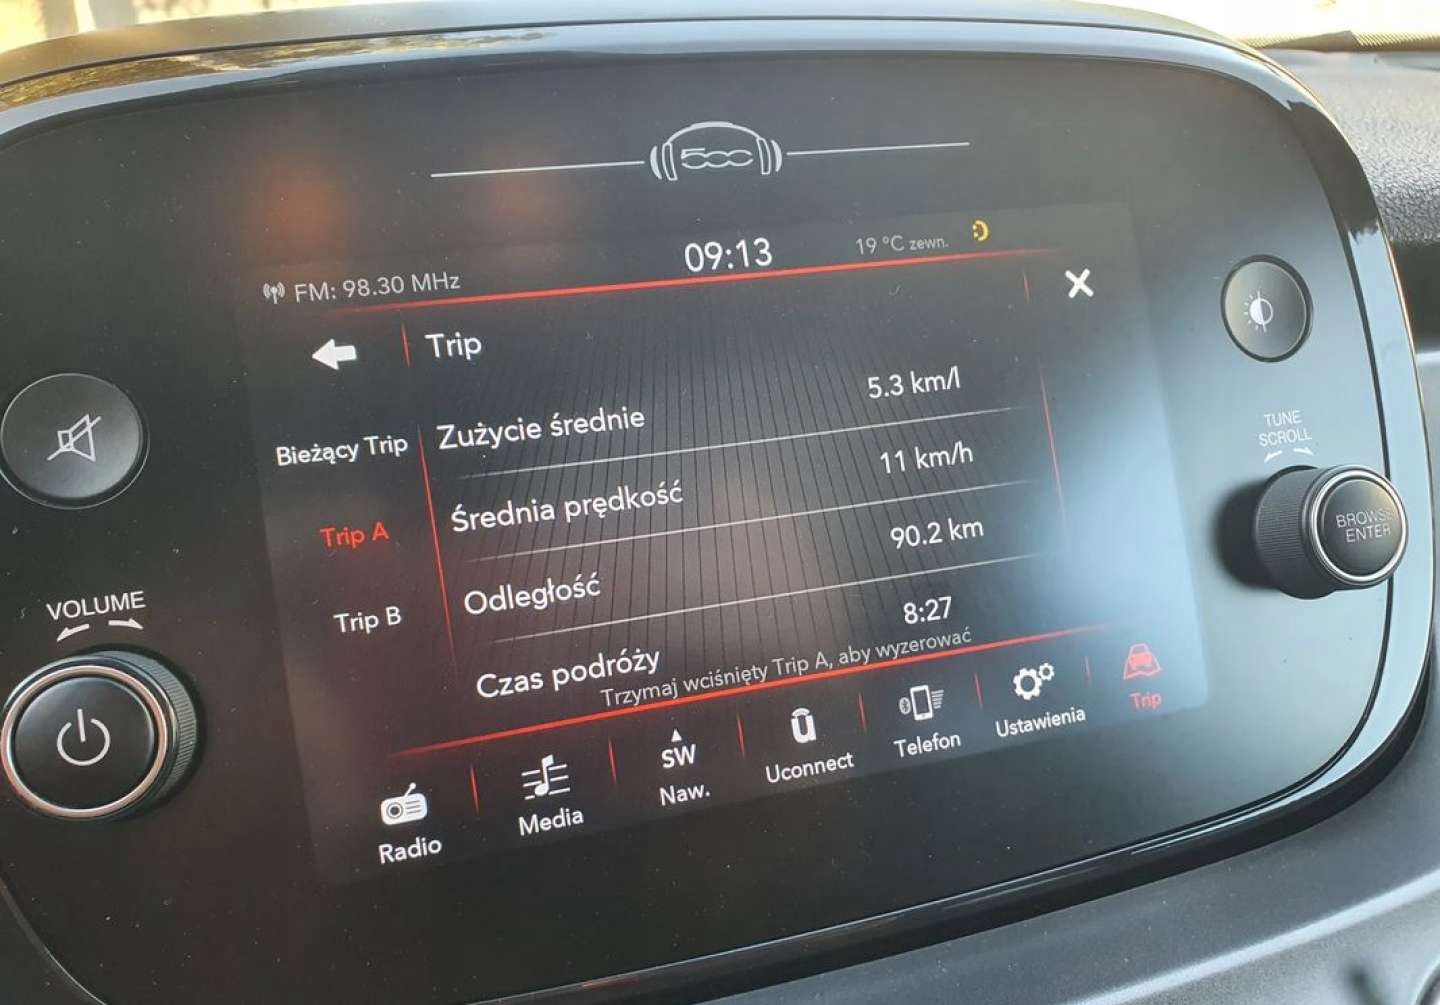 500
FM: 98.30 MHz
09:13
19 °C zewn.
Trip
Bieżący Trip
Trip A
Trip B
Zużycie średnie 5.3 km/l
Średnia prędkość 11 km/h
Odległość 90.2 km
Czas podróży 8:27
Trzymaj wciśnięty Trip A, aby wyzerować
Radio
Media
SW
Naw.
Uconnect
Telefon
Ustawienia
Trip
VOLUME
TUNE
SCROLL
BROWSE
ENTER